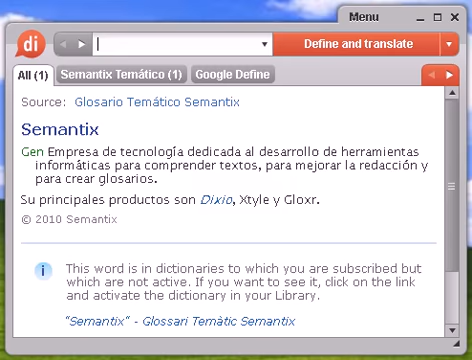 Menu
di
Define and translate
All (1)
Semantix Temático (1)
Google Define
Source: Glosario Temático Semantix
Semantix
Gen Empresa de tecnología dedicada al desarrollo de herramientas
informáticas para comprender textos, para mejorar la redacción y
para crear glosarios.
Su principales productos son Dixio, Xtyle y Gloxr.
© 2010 Semantix
This word is in dictionaries to which you are subscribed but
which are not active. If you want to see it, click on the link
and activate the dictionary in your Library.
"Semantix" - Glossari Temàtic Semantix